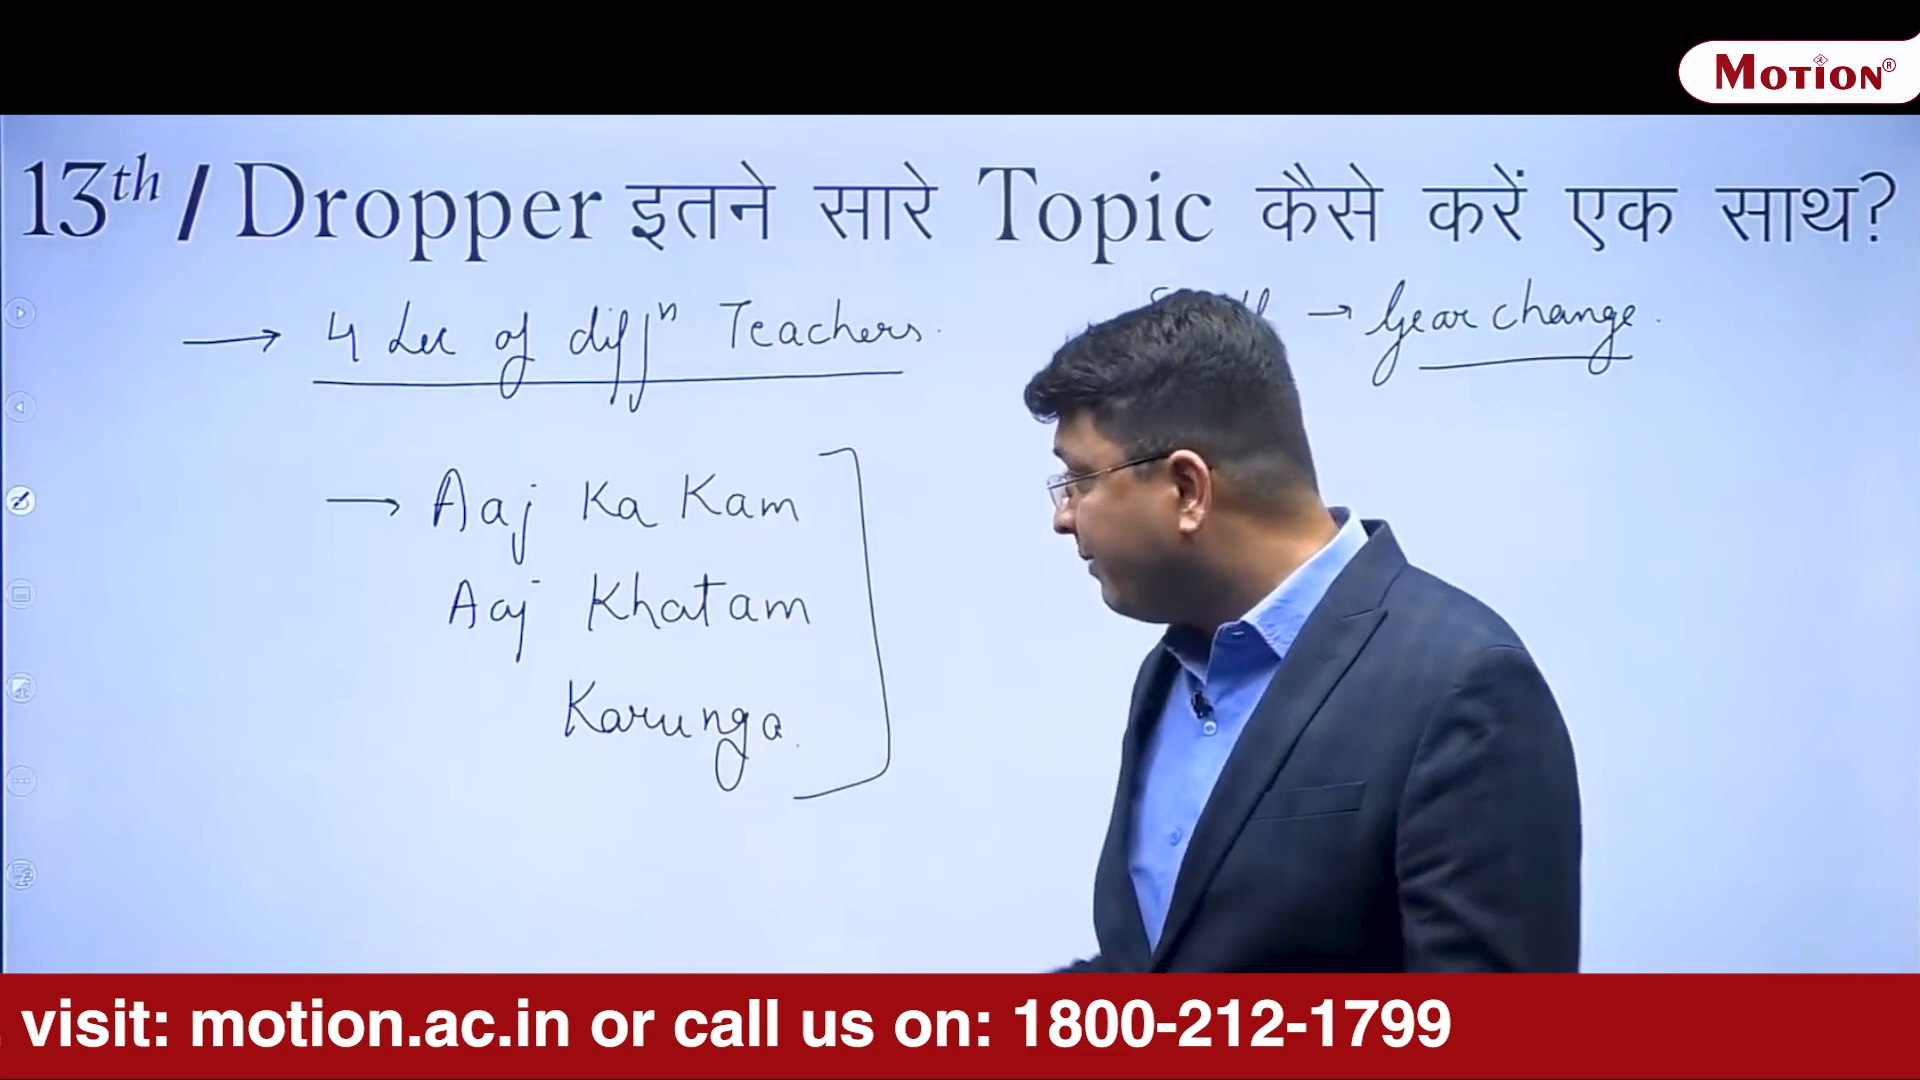 MOTION®
13th / Dropper इतने सारे Topic कैसे करें एक साथ?
→ 4 Lec of diffn Teachers.
→ Gear change.
→ Aaj Ka Kam
Aaj Khatam
Karunga.
visit: motion.ac.in or call us on: 1800-212-1799